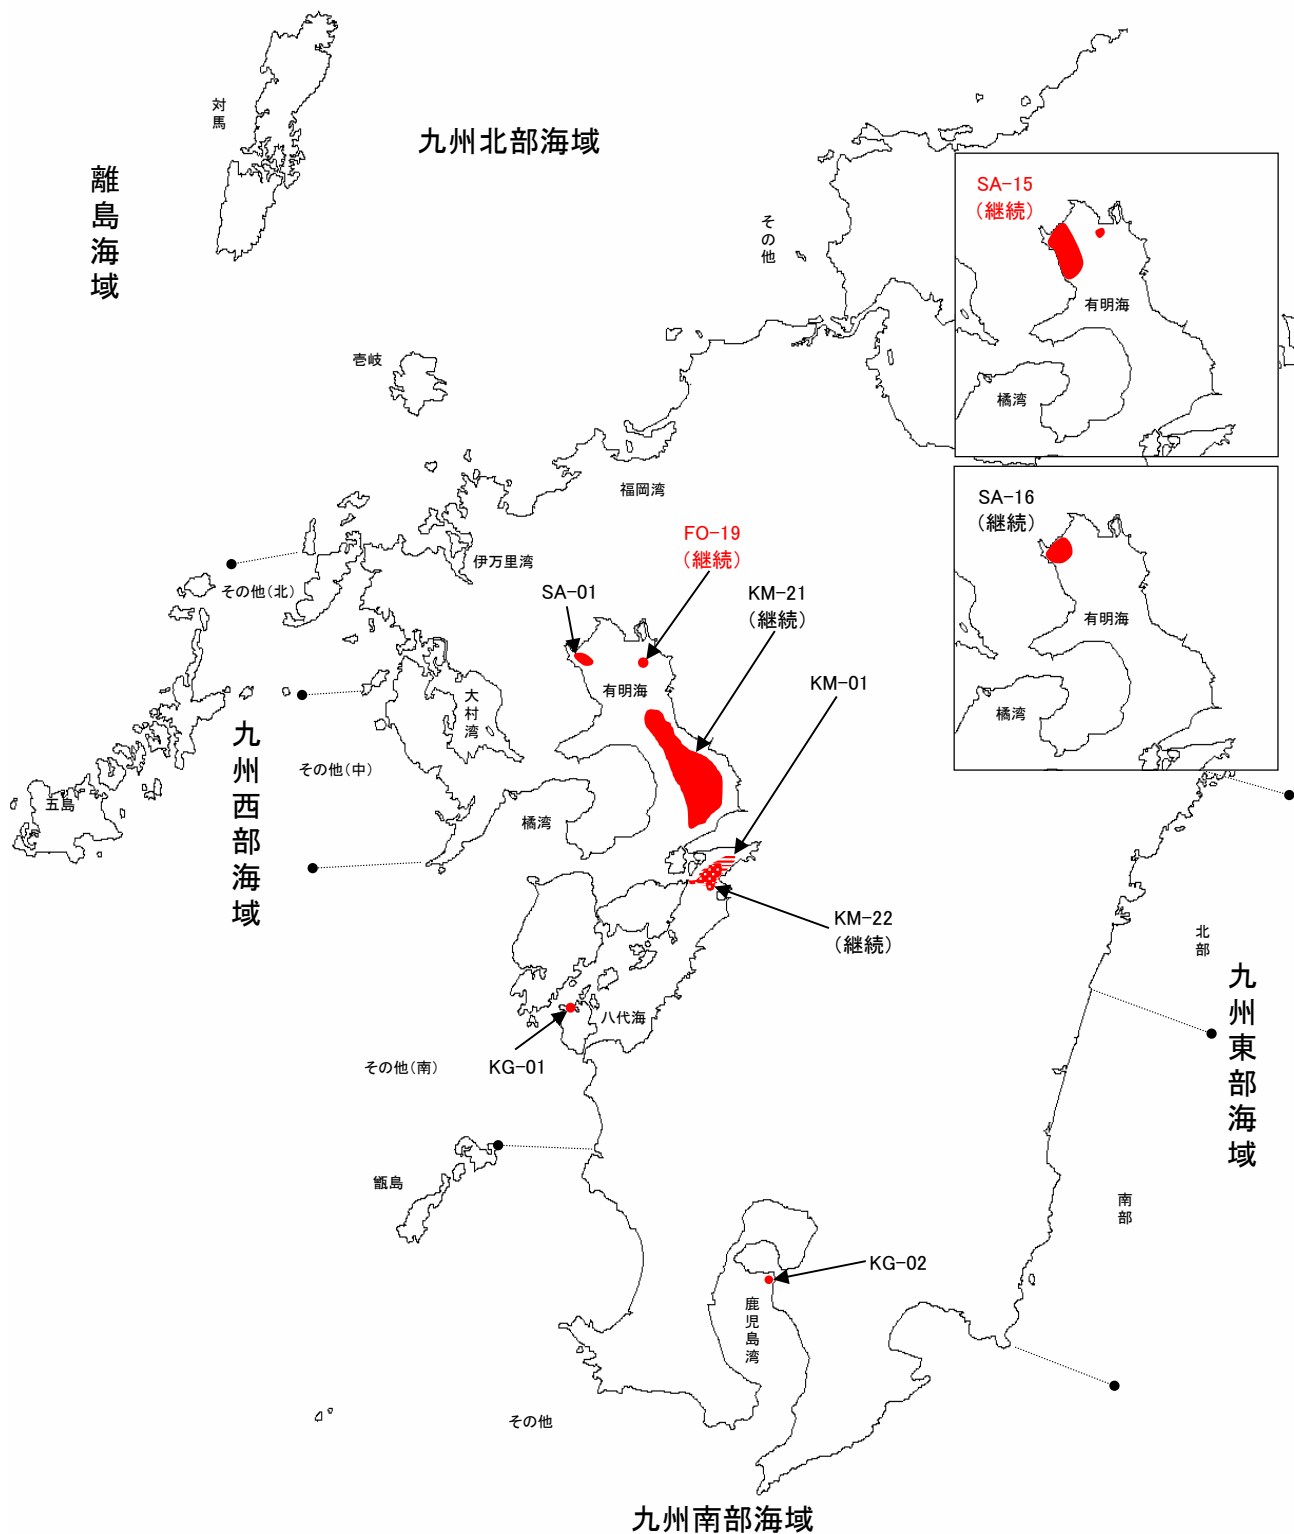 対馬
九州北部海域
離島海域
その他
SA-15
（継続）
有明海
橘湾
壱岐
福岡湾
伊万里湾
その他（北）
SA-16
（継続）
有明海
橘湾
FO-19
（継続）
SA-01
KM-21
（継続）
KM-01
有明海
大村湾
九州西部海域
その他（中）
五島
橘湾
KM-22
（継続）
北部
九州東部海域
八代海
KG-01
その他（南）
甑島
南部
KG-02
鹿児島湾
その他
九州南部海域